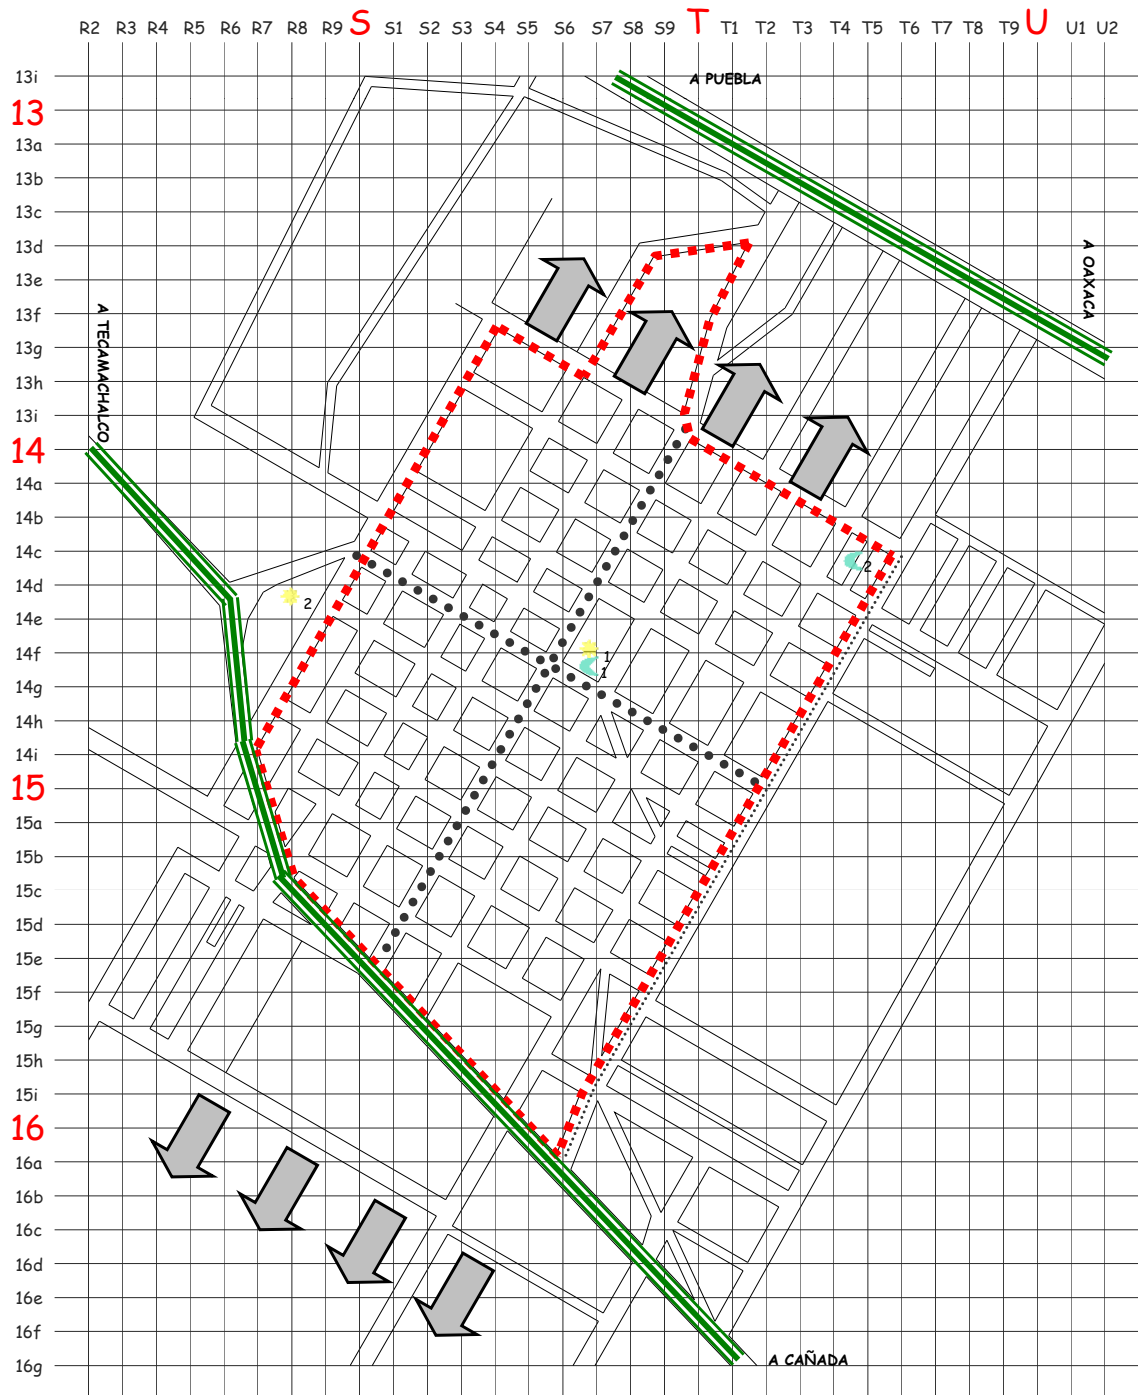 R2 R3 R4 R5 R6 R7 R8 R9 S S1 S2 S3 S4 S5 S6 S7 S8 S9 T T1 T2 T3 T4 T5 T6 T7 T8 T9 U U1 U2
13i
A PUEBLA
13
13a
13b
13c
13d
A OAXACA
13e
13f
A TECAMACHALCO
13g
13h
13i
14
14a
14b
14c
2
14d
2
14e
14f
1
1
14g
14h
14i
15
15a
15b
15c
15d
15e
15f
15g
15h
15i
16
16a
16b
16c
16d
16e
16f
A CAÑADA
16g